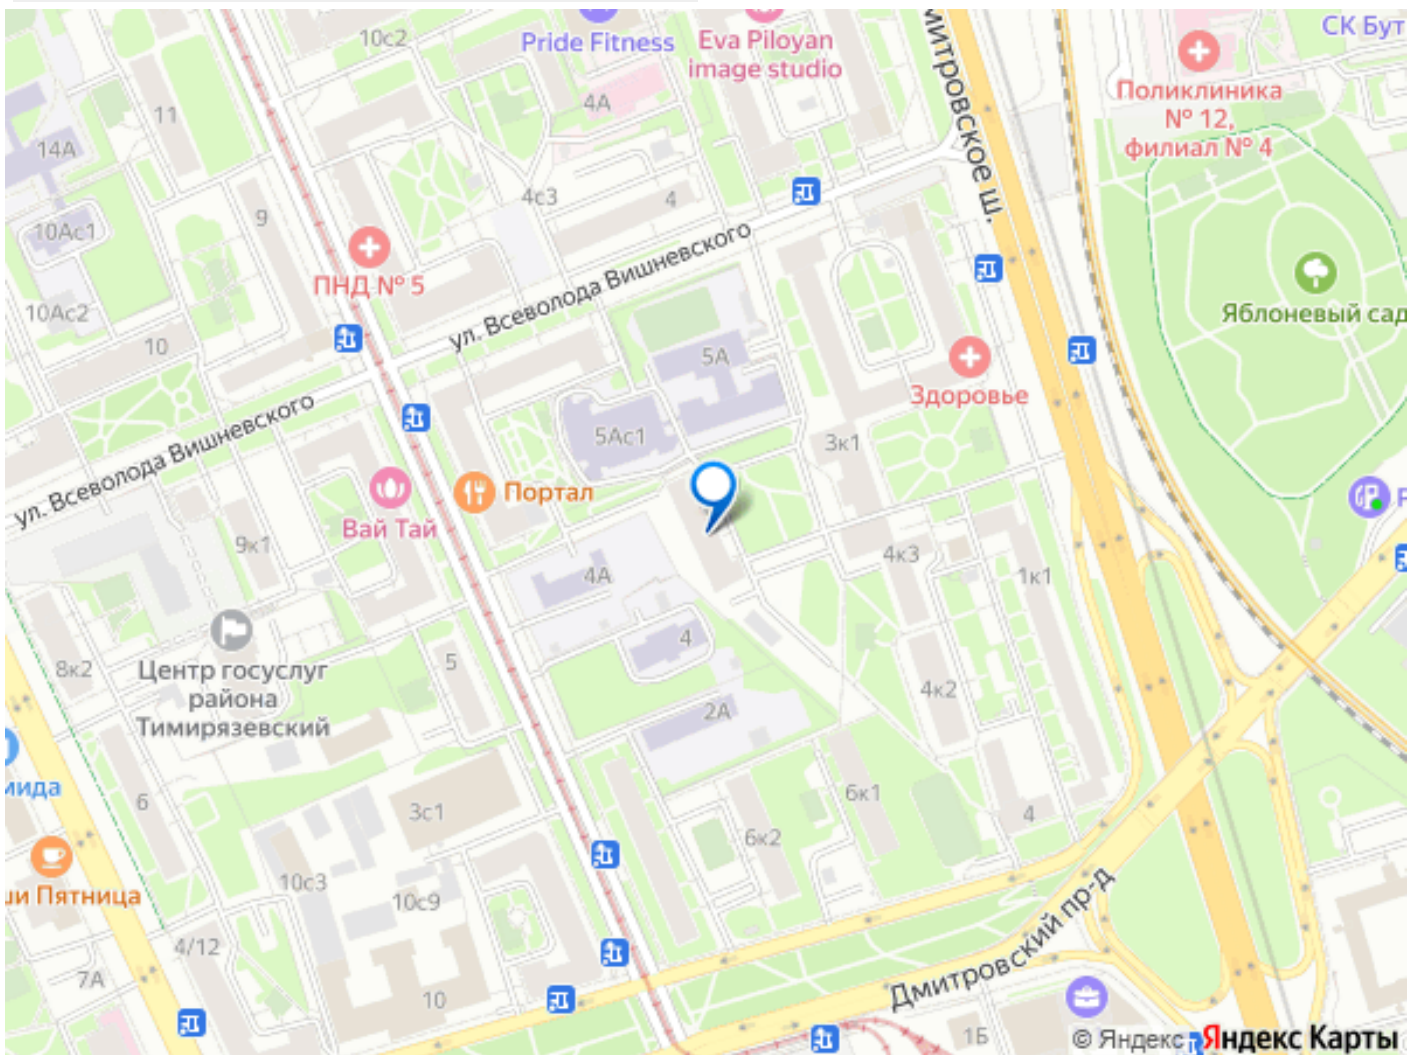 10с2
Pride Fitness
Eva Piloyan
image studio
СК Бут
митровское ш.
Поликлиника
№ 12,
филиал № 4
11
4А
14А
4с3
4
9
10Ас1
ПНД № 5
ул. Всеволода Вишневского
10Ас2
Яблоневый сад
10
5А
Здоровье
ул. Всеволода Вишневского
5Ас1
3к1
Портал
Вай Тай
9к1
4А
4к3
1к1
4
Центр госуслуг
района
Тимирязевский
8к2
5
4к2
2А
мида
6
3с1
6к1
4
6к2
ши Пятница
10с3
10с9
4/12
7А
10
Дмитровский пр-д
1Б
© Яндекс
Яндекс Карты